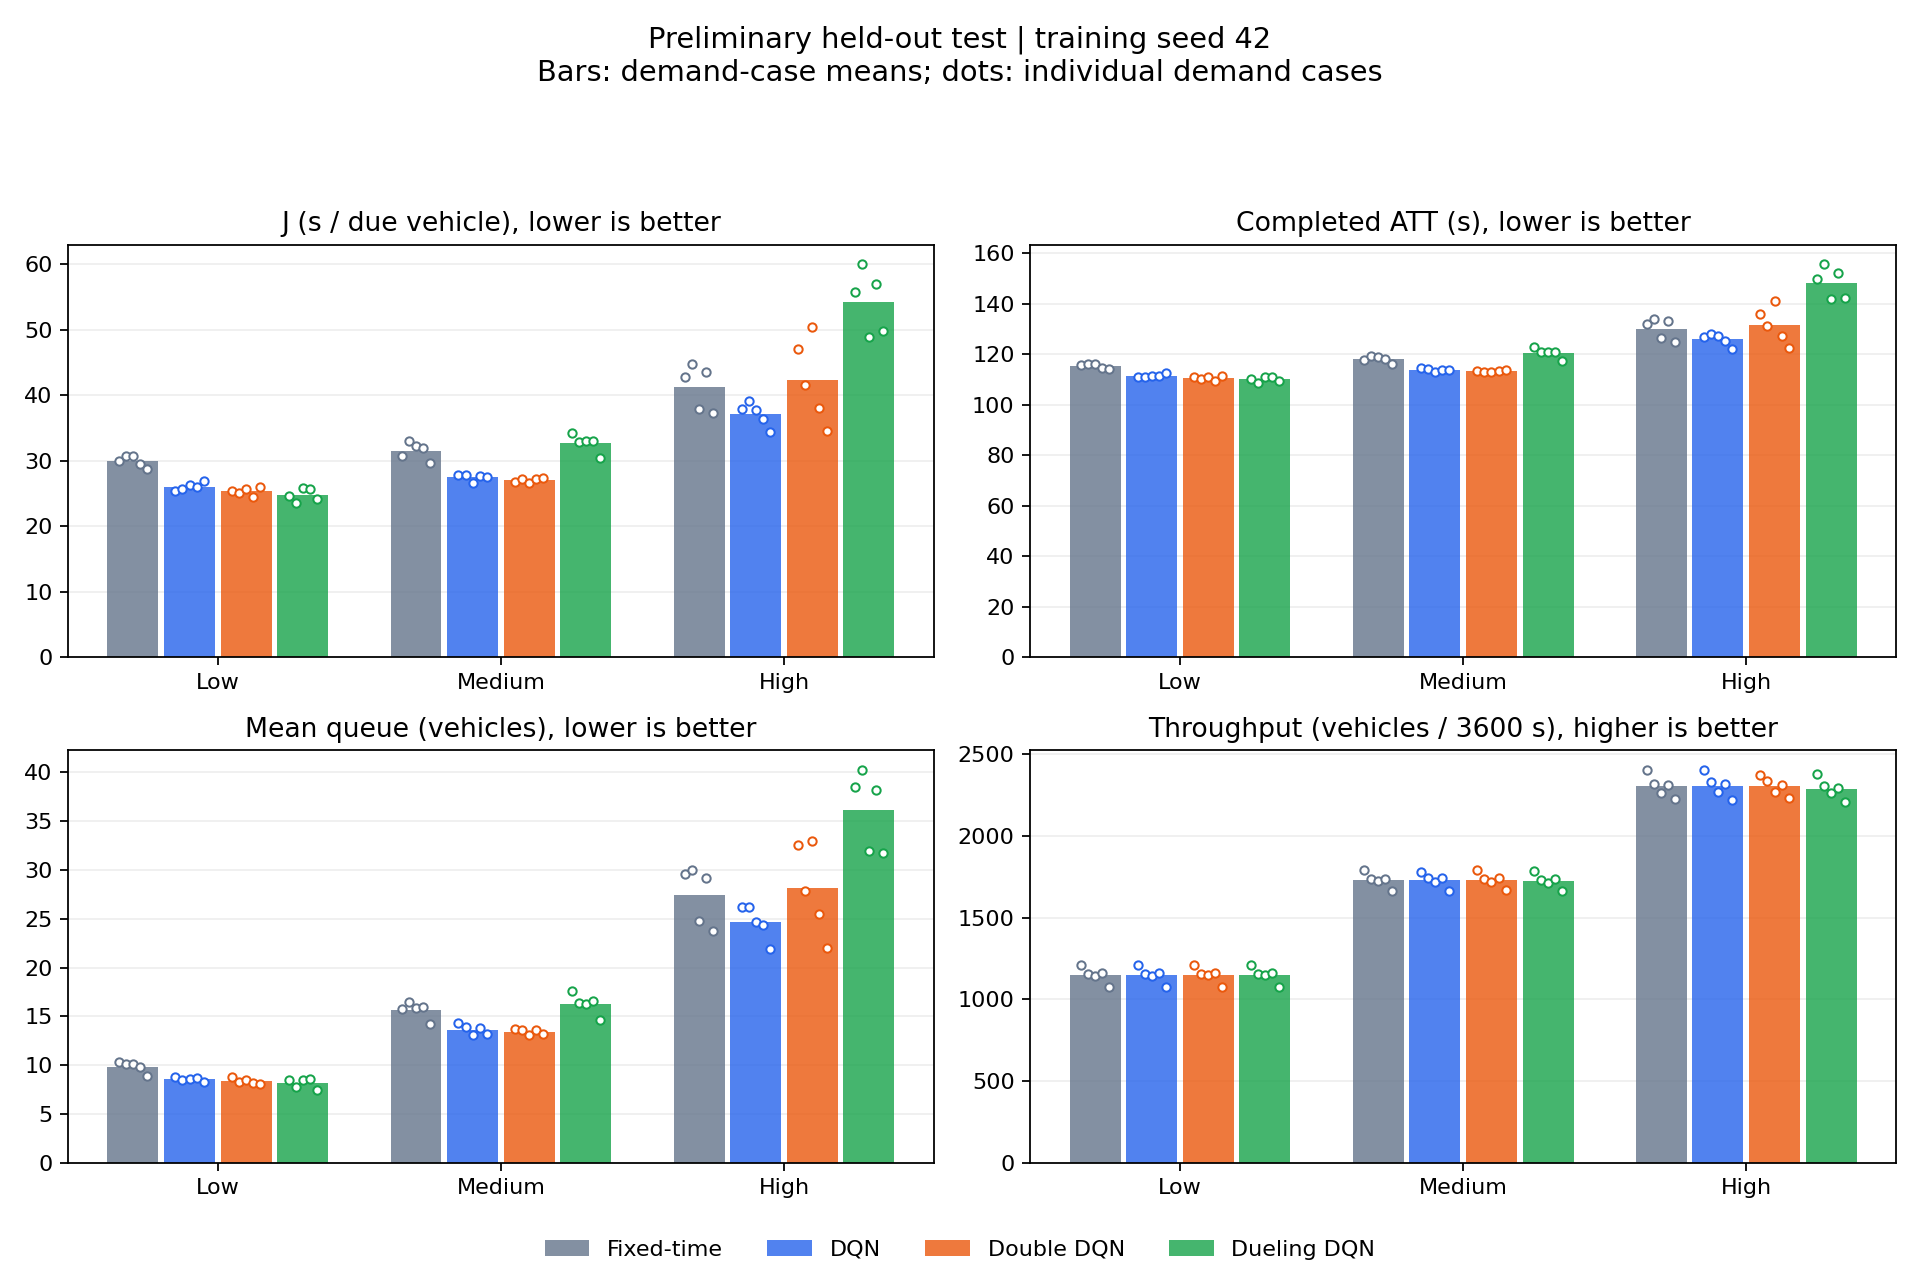 Preliminary held-out test | training seed 42
Bars: demand-case means; dots: individual demand cases
J (s / due vehicle), lower is better
60
50
40
30
20
10
0
Low Medium High
Completed ATT (s), lower is better
160
140
120
100
80
60
40
20
0
Low Medium High
Mean queue (vehicles), lower is better
40
35
30
25
20
15
10
5
0
Low Medium High
Throughput (vehicles / 3600 s), higher is better
2500
2000
1500
1000
500
0
Low Medium High
Fixed-time DQN Double DQN Dueling DQN